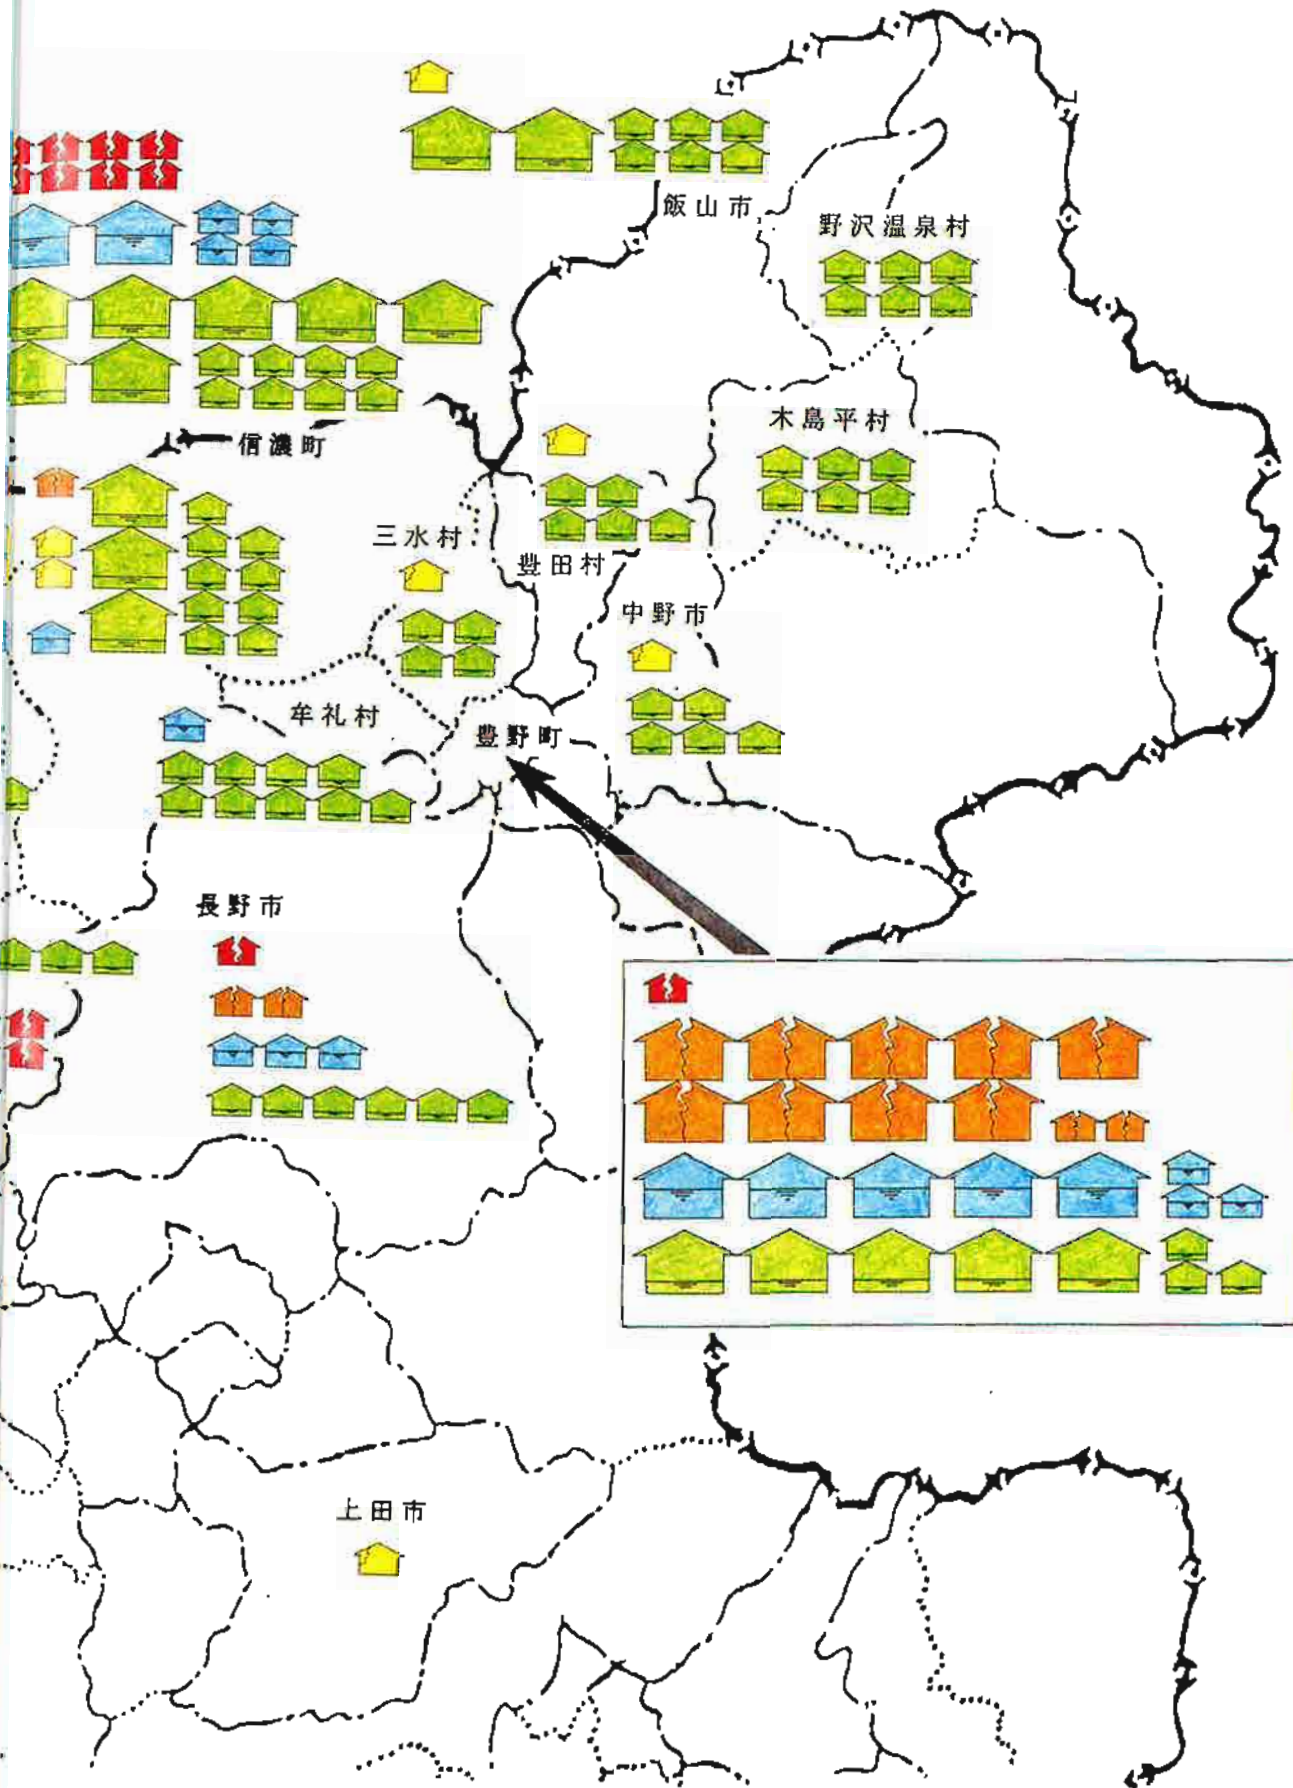 飯山市
野沢温泉村
木島平村
信濃町
三水村
豊田村
中野市
牟礼村
豊野町
長野市
上田市